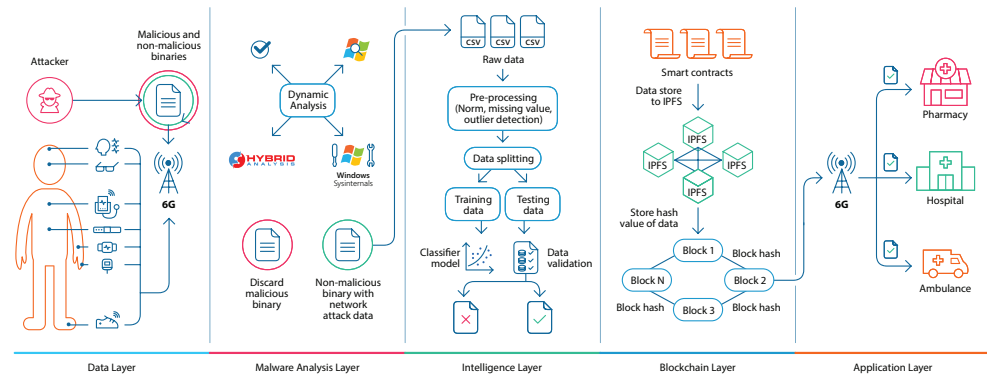 Attacker
Malicious and
non-malicious
binaries
6G
Data Layer
Dynamic
Analysis
HYBRID
ANALYSIS
Windows
Sysinternals
Discard
malicious
binary
Non-malicious
binary with
network
attack data
Malware Analysis Layer
CSV
CSV
CSV
Raw data
Pre-processing
(Norm, missing value,
outlier detection)
Data splitting
Training
data
Testing
data
Classifier
model
Data
validation
Intelligence Layer
Smart contracts
Data store
to IPFS
IPFS
IPFS
IPFS
IPFS
Store hash
value of data
Block 1
Block hash
Block N
Block 2
Block hash
Block 3
Block hash
Blockchain Layer
6G
Pharmacy
Hospital
Ambulance
Application Layer